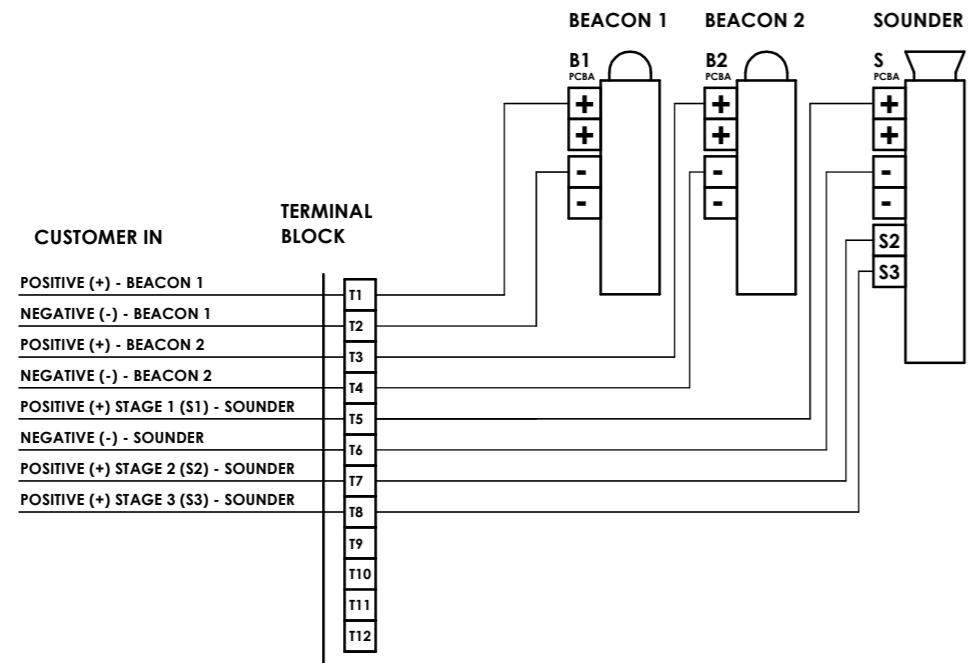 BEACON 1 BEACON 2 SOUNDER
B1 B2 S
PCBA PCBA PCBA
+ + +
+ + +
- - -
- - -
S2
S3
TERMINAL
BLOCK
CUSTOMER IN
POSITIVE (+) - BEACON 1
T1
NEGATIVE (-) - BEACON 1
T2
POSITIVE (+) - BEACON 2
T3
NEGATIVE (-) - BEACON 2
T4
POSITIVE (+) STAGE 1 (S1) - SOUNDER
T5
NEGATIVE (-) - SOUNDER
T6
POSITIVE (+) STAGE 2 (S2) - SOUNDER
T7
POSITIVE (+) STAGE 3 (S3) - SOUNDER
T8
T9
T10
T11
T12